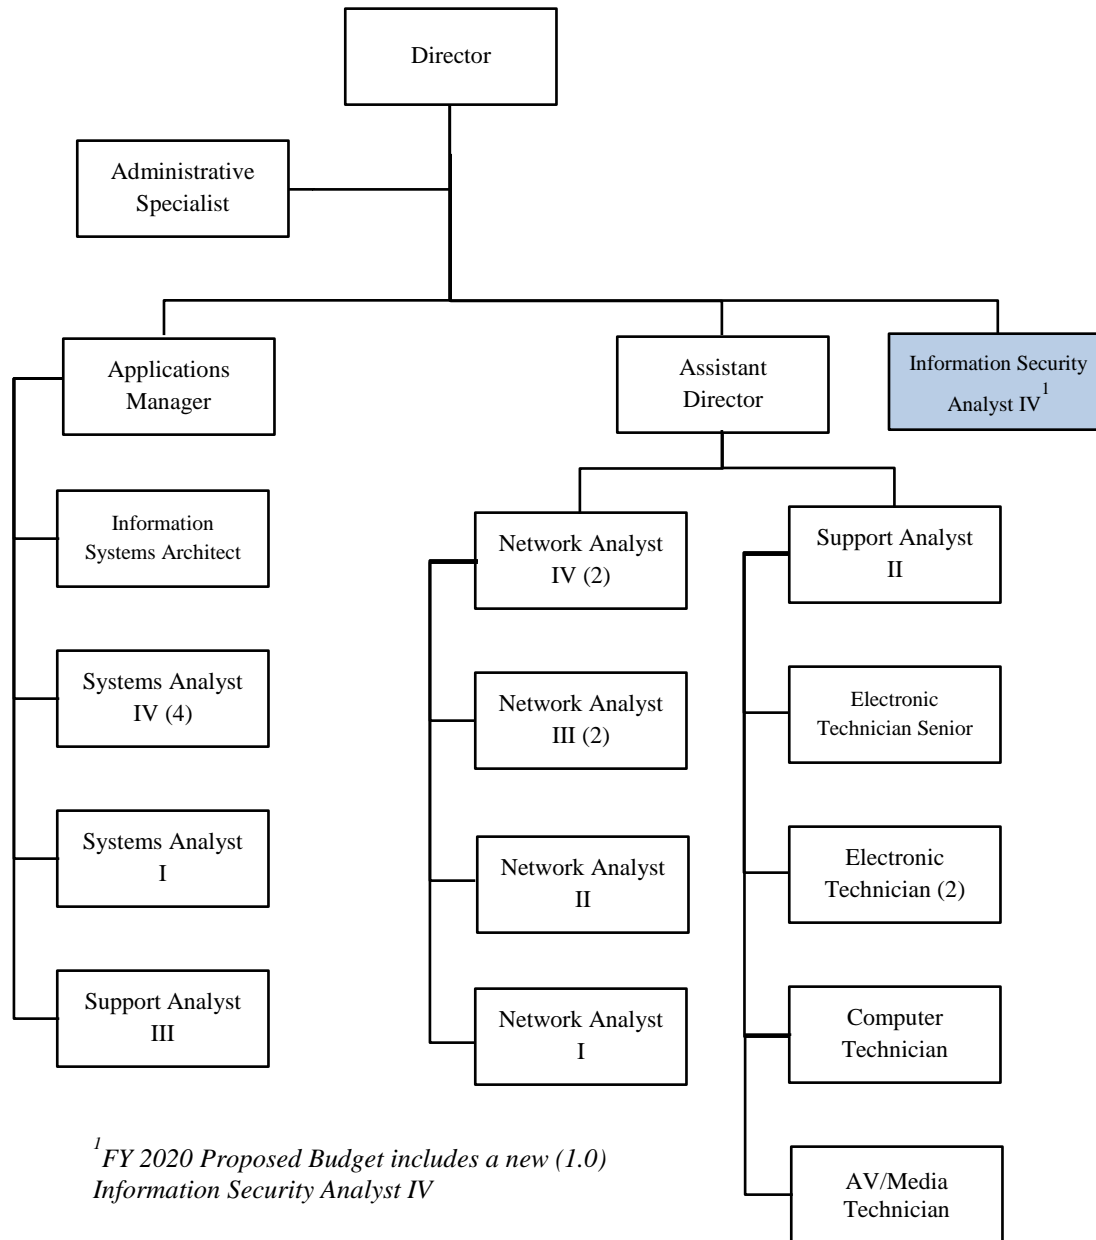 Director
Administrative
Specialist
Applications
Manager
Assistant
Director
Information Security
Analyst IV1
Information
Systems Architect
Systems Analyst
IV (4)
Systems Analyst
I
Support Analyst
III
Network Analyst
IV (2)
Network Analyst
III (2)
Network Analyst
II
Network Analyst
I
Support Analyst
II
Electronic
Technician Senior
Electronic
Technician (2)
Computer
Technician
AV/Media
Technician
1FY 2020 Proposed Budget includes a new (1.0)
Information Security Analyst IV